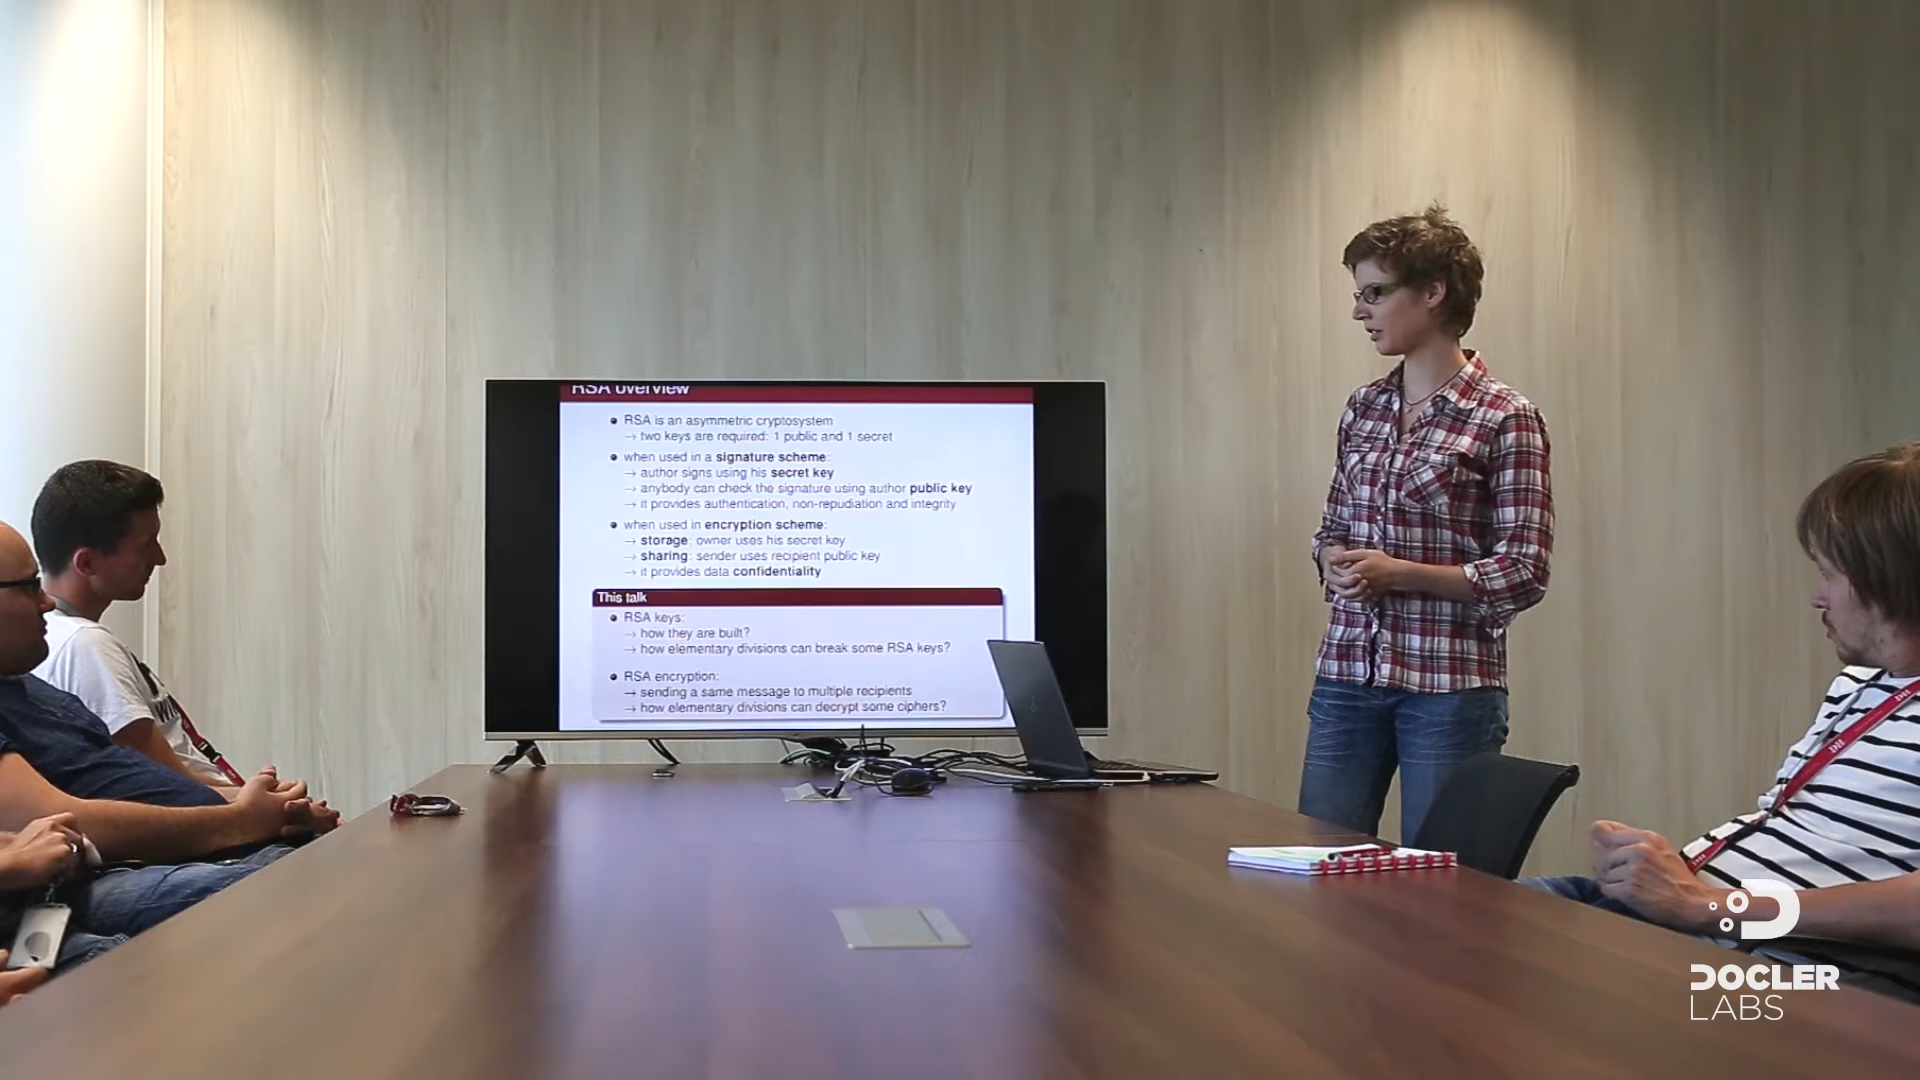 RSA overview
• RSA is an asymmetric cryptosystem
→ two keys are required: 1 public and 1 secret
• when used in a signature scheme:
→ author signs using his secret key
→ anybody can check the signature using author public key
→ it provides authentication, non-repudiation and integrity
• when used in encryption scheme:
→ storage: owner uses his secret key
→ sharing: sender uses recipient public key
→ it provides data confidentiality
This talk
• RSA keys:
→ how they are built?
→ how elementary divisions can break some RSA keys?
• RSA encryption:
→ sending a same message to multiple recipients
→ how elementary divisions can decrypt some ciphers?
DOCLER
LABS